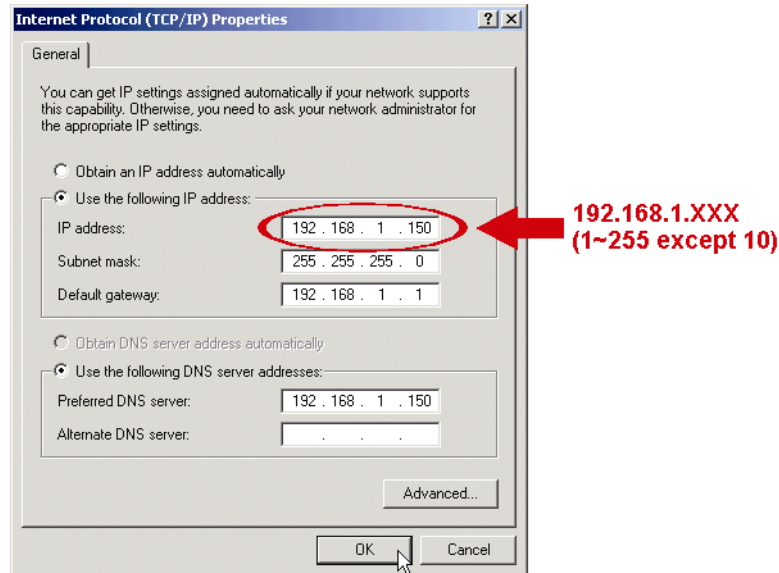 Internet Protocol (TCP/IP) Properties
General
You can get IP settings assigned automatically if your network supports
this capability. Otherwise, you need to ask your network administrator for
the appropriate IP settings.
Obtain an IP address automatically
Use the following IP address:
IP address: 192 . 168 . 1 . 150
Subnet mask: 255 . 255 . 255 . 0
Default gateway: 192 . 168 . 1 . 1
192.168.1.XXX
(1~255 except 10)
Obtain DNS server address automatically
Use the following DNS server addresses:
Preferred DNS server: 192 . 168 . 1 . 150
Alternate DNS server: . . .
Advanced...
OK Cancel